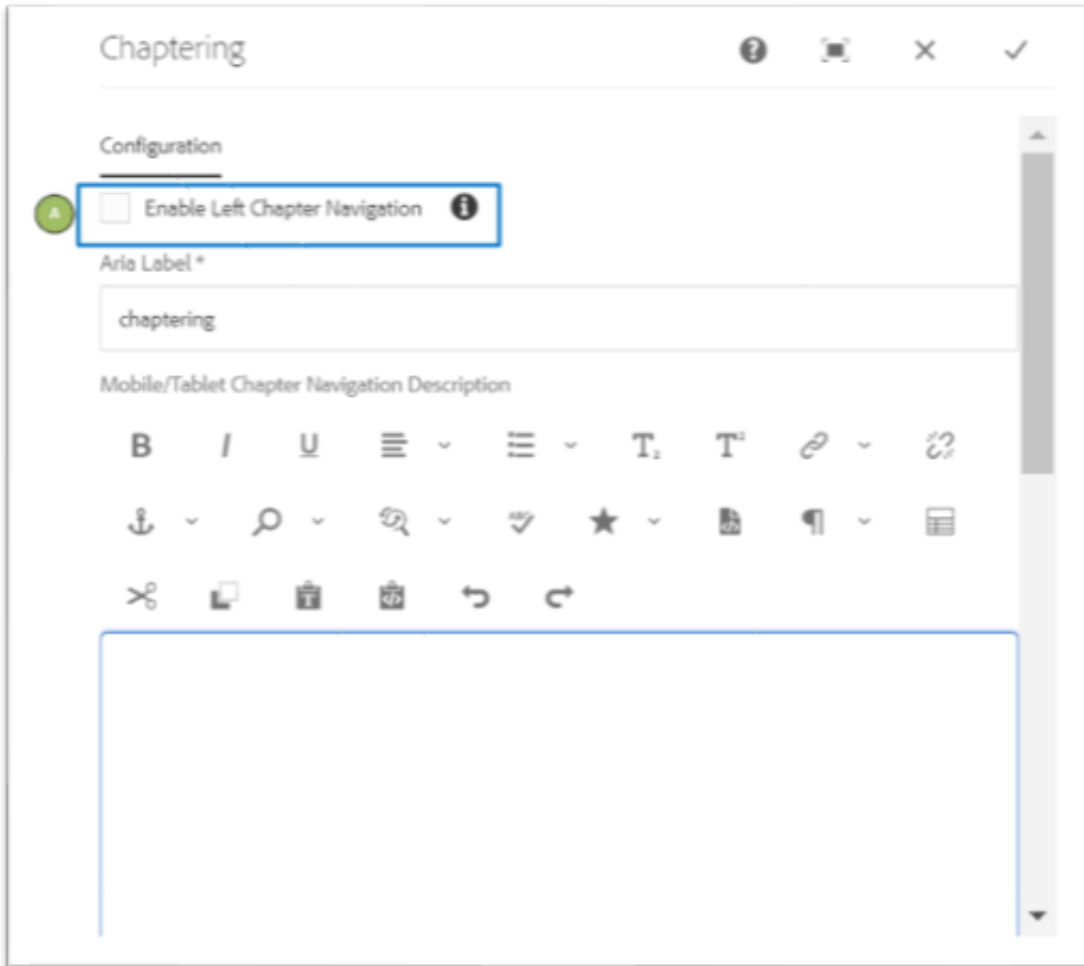 Chaptering
Configuration
A
Enable Left Chapter Navigation
Aria Label *
chaptering
Mobile/Tablet Chapter Navigation Description